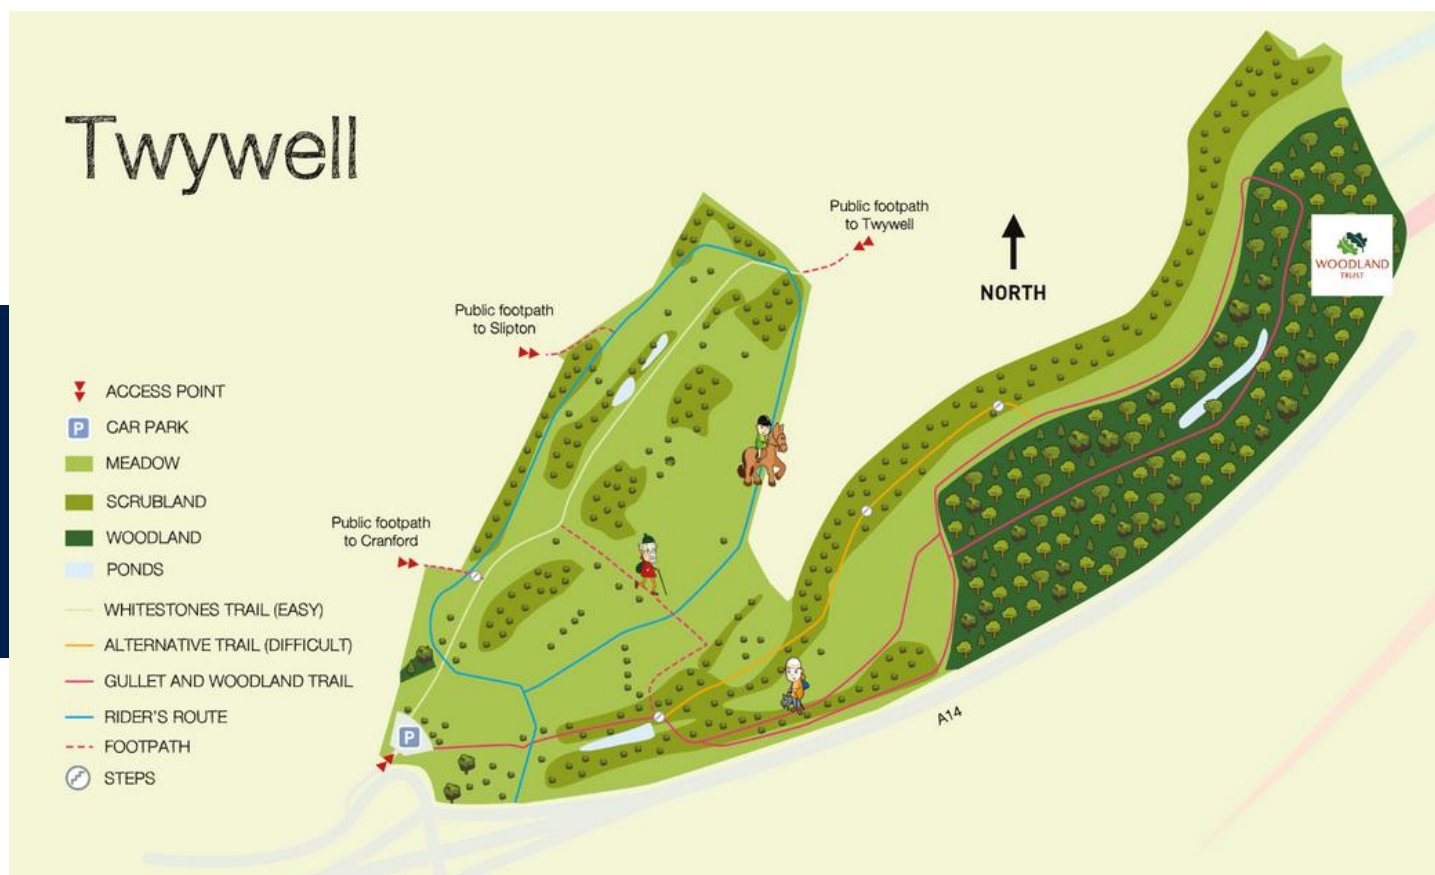 Twywell
Public footpath
to Twywell
NORTH
WOODLAND
TRUST
Public footpath
to Slipton
ACCESS POINT
P
CAR PARK
MEADOW
SCRUBLAND
Public footpath
to Cranford
WOODLAND
PONDS
WHITESTONES TRAIL (EASY)
ALTERNATIVE TRAIL (DIFFICULT)
GULLET AND WOODLAND TRAIL
RIDER'S ROUTE
FOOTPATH
STEPS
P
A14